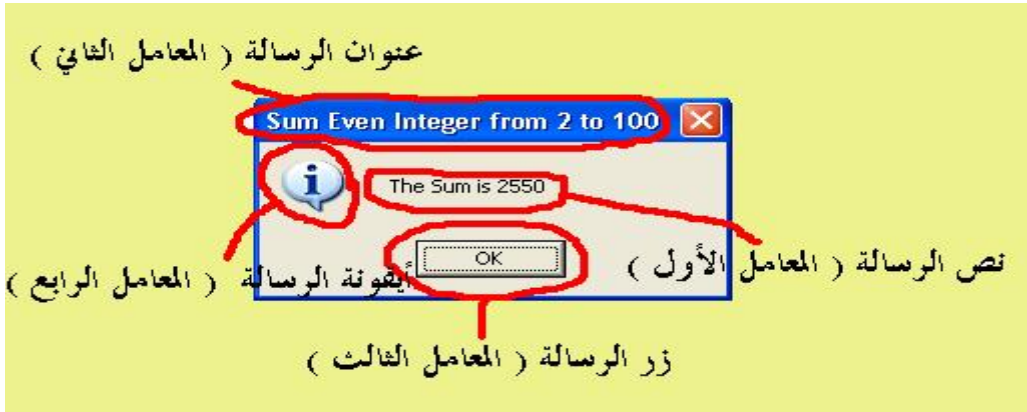 عنوان الرسالة ( المعامل الثاني )
Sum Even Integer from 2 to 100
The Sum is 2550
OK
نص الرسالة ( المعامل الأول )
أيقونة الرسالة ( المعامل الرابع )
زر الرسالة ( المعامل الثالث )